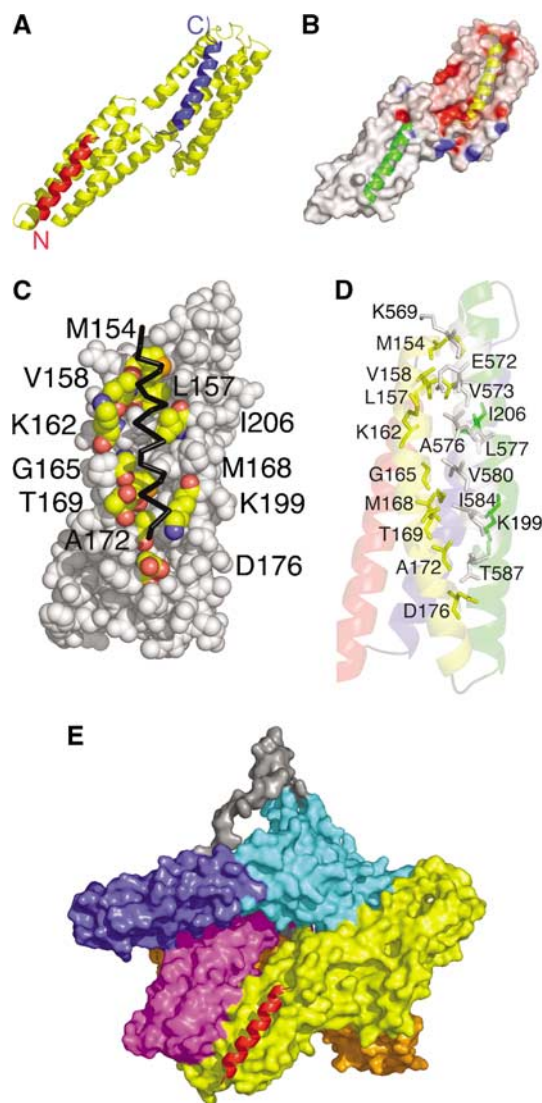 A
C
N
B
C
M154
V158
L157
K162
I206
G165
M168
T169
K199
A172
D176
D
K569
M154
E572
V158
V573
L157
I206
K162
A576
L577
G165
V580
M168
I584
T169
K199
A172
T587
D176
E